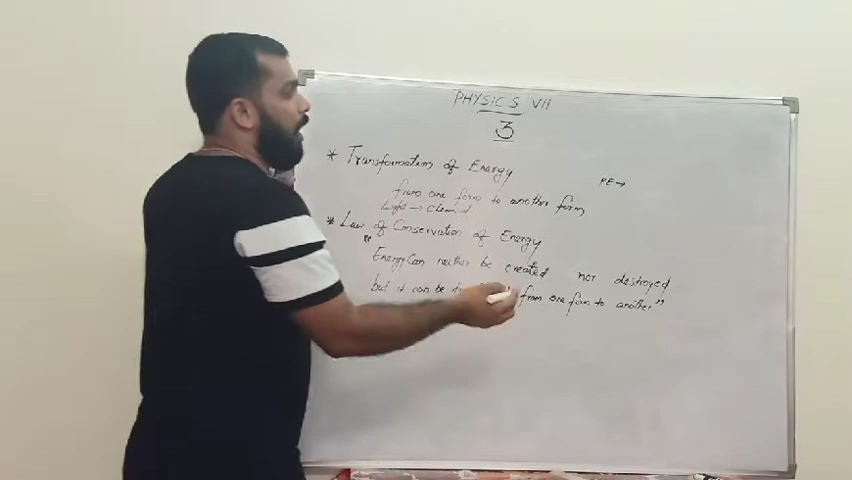 PHYSICS VII
3
* Transformation of Energy
PE→
from one form to another form
Light → Chemical
* Law of Conservation of Energy
"Energy Can neither be created nor destroyed
but it can be from one form to another"